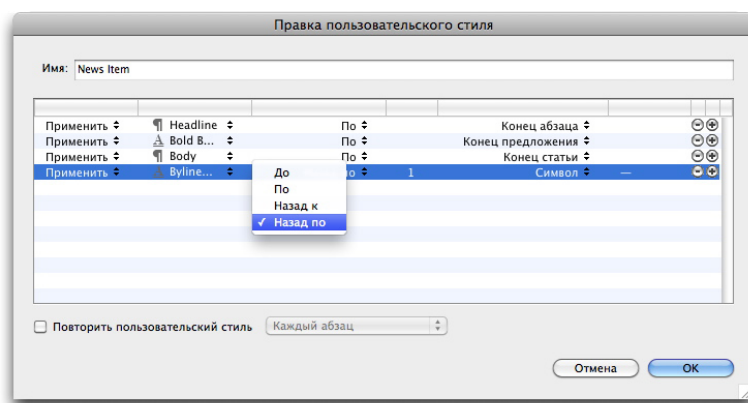 Правка пользовательского стиля
Имя: News Item
Применить ¶ Headline По Конец абзаца
Применить A Bold B... По Конец предложения
Применить ¶ Body По Конец статьи
Применить A Byline... по 1 Символ —
До
По
Назад к
✓ Назад по
Повторить пользовательский стиль Каждый абзац
Отмена OK